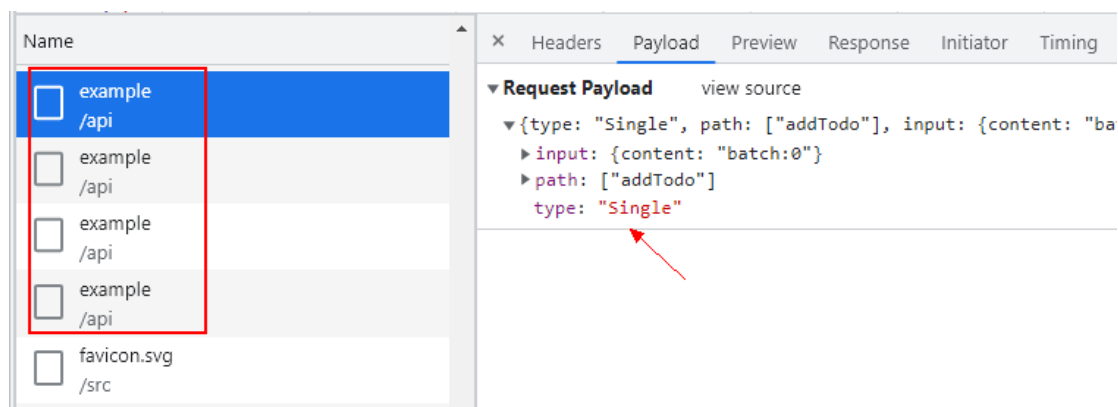 Name
example
/api
example
/api
example
/api
example
/api
favicon.svg
/src
× Headers Payload Preview Response Initiator Timing
▼Request Payload view source
▼{type: "Single", path: ["addTodo"], input: {content: "ba
▶input: {content: "batch:0"}
▶path: ["addTodo"]
type: "Single"